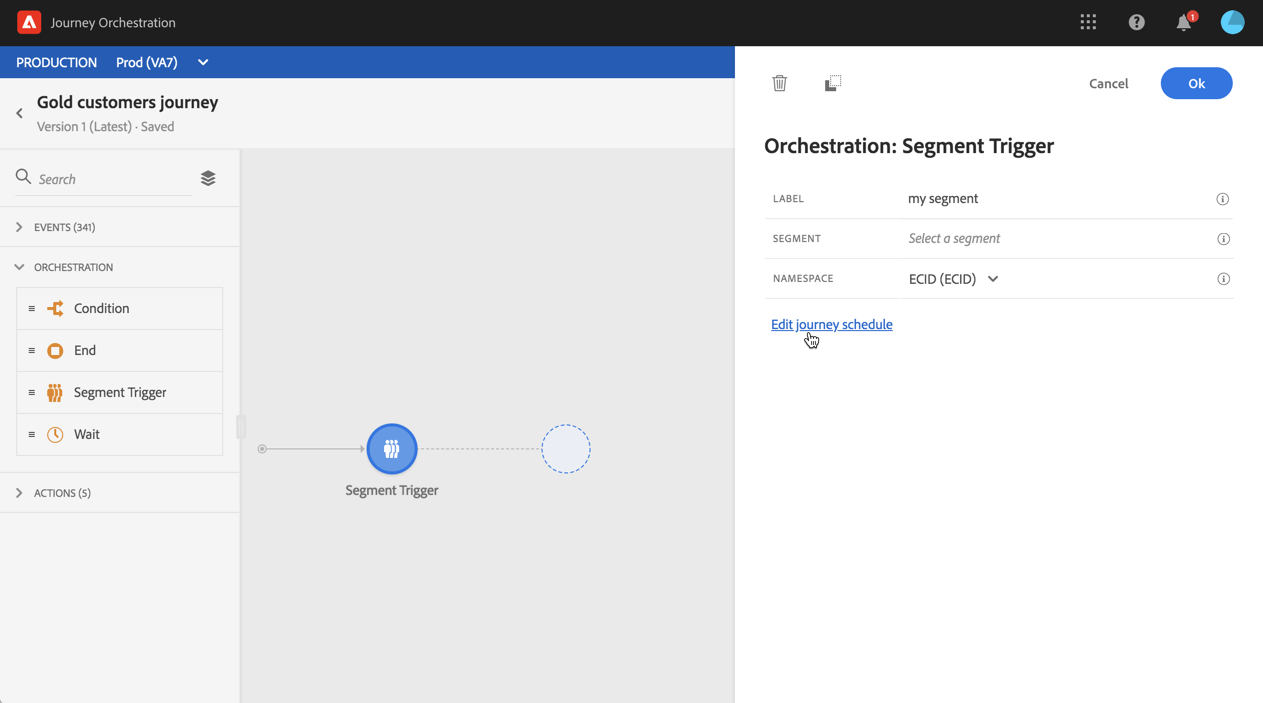 Journey Orchestration
1
PRODUCTION Prod (VA7)
Gold customers journey
Version 1 (Latest) · Saved
Search
EVENTS (341)
ORCHESTRATION
Condition
End
Segment Trigger
Wait
ACTIONS (5)
Segment Trigger
Cancel Ok
Orchestration: Segment Trigger
LABEL my segment
SEGMENT Select a segment
NAMESPACE ECID (ECID)
Edit journey schedule